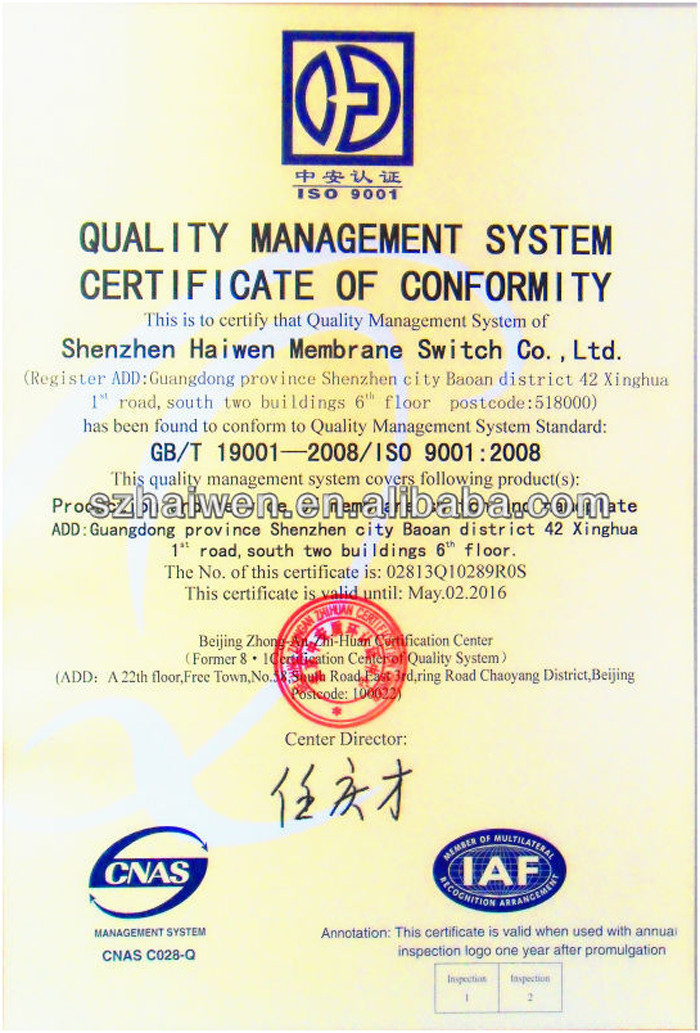 中安认证
ISO 9001
QUALITY MANAGEMENT SYSTEM
CERTIFICATE OF CONFORMITY
This is to certify that Quality Management System of
Shenzhen Haiwen Membrane Switch Co.,Ltd.
(Register ADD:Guangdong province Shenzhen city Baoan district 42 Xinghua
1st road,south two buildings 6th floor postcode:518000)
has been found to conform to Quality Management System Standard:
GB/T 19001—2008/ISO 9001:2008
This quality management system covers following product(s):
szhaiwen.en.alibaba.com
ADD:Guangdong province Shenzhen city Baoan district 42 Xinghua
1st road,south two buildings 6th floor.
The No. of this certificate is: 02813Q10289R0S
This certificate is valid until: May.02.2016
Beijing Zhong-An-Zhi-Huan Certification Center
(Former 8·1Certification Center of Quality System)
(ADD: A 22th floor,Free Town,No.58,South Road,East 3rd,ring Road Chaoyang District,Beijing
Postcode: 100022)
Center Director:
任庆才
CNAS
MANAGEMENT SYSTEM
CNAS C028-Q
MEMBER OF MULTILATERAL
IAF
RECOGNITION ARRANGEMENT
Annotation: This certificate is valid when used with annual
inspection logo one year after promulgation
Inspection Inspection
1 2